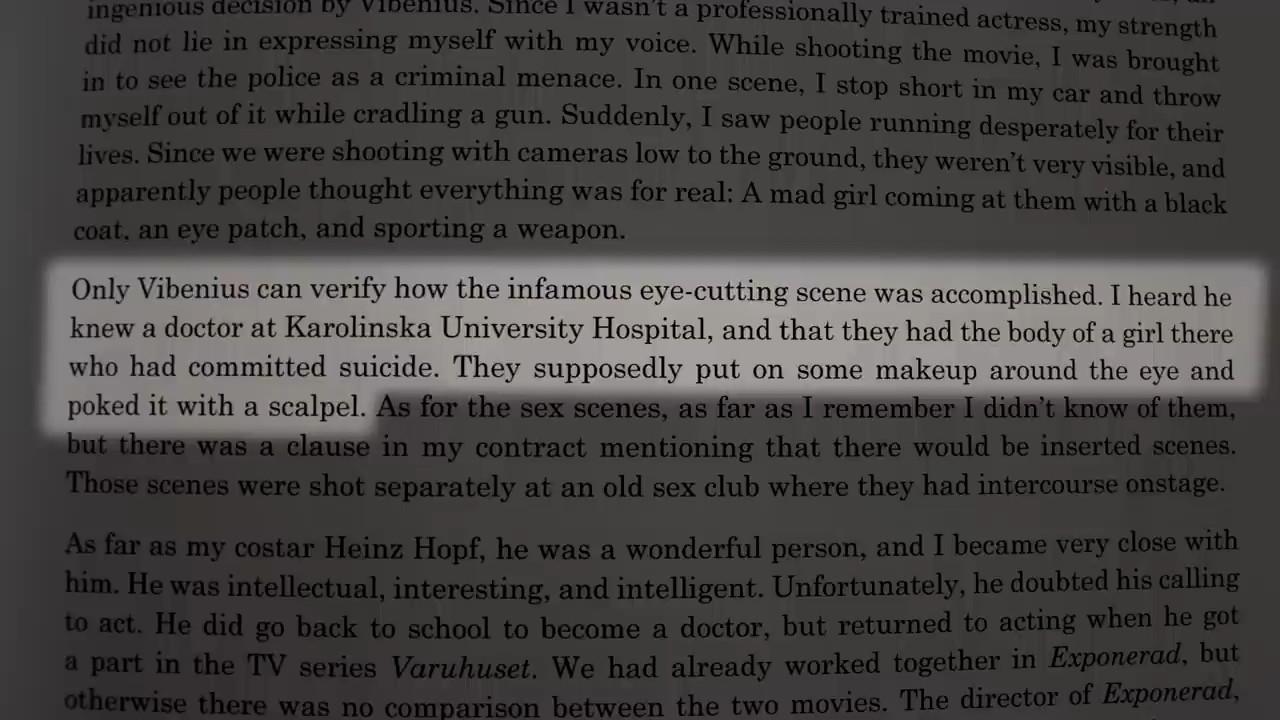 ingenious decision by Vibenius. Since I wasn't a professionally trained actress, my strength
did not lie in expressing myself with my voice. While shooting the movie, I was brought
in to see the police as a criminal menace. In one scene, I stop short in my car and throw
myself out of it while cradling a gun. Suddenly, I saw people running desperately for their
lives. Since we were shooting with cameras low to the ground, they weren't very visible, and
apparently people thought everything was for real: A mad girl coming at them with a black
coat, an eye patch, and sporting a weapon.
Only Vibenius can verify how the infamous eye-cutting scene was accomplished. I heard he
knew a doctor at Karolinska University Hospital, and that they had the body of a girl there
who had committed suicide. They supposedly put on some makeup around the eye and
poked it with a scalpel. As for the sex scenes, as far as I remember I didn't know of them,
but there was a clause in my contract mentioning that there would be inserted scenes.
Those scenes were shot separately at an old sex club where they had intercourse onstage.
As far as my costar Heinz Hopf, he was a wonderful person, and I became very close with
him. He was intellectual, interesting, and intelligent. Unfortunately, he doubted his calling
to act. He did go back to school to become a doctor, but returned to acting when he got
a part in the TV series Varuhuset. We had already worked together in Exponerad, but
otherwise there was no comparison between the two movies. The director of Exponerad,